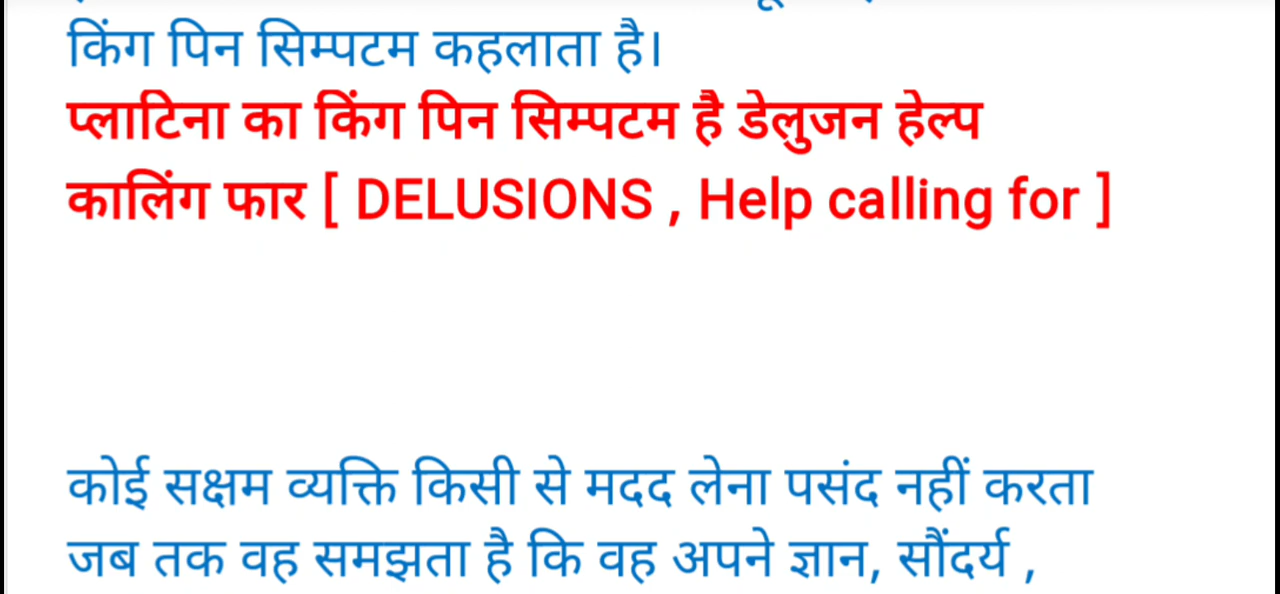 किंग पिन सिम्पटम कहलाता है।
प्लाटिना का किंग पिन सिम्पटम है डेलुजन हेल्प
कालिंग फार [ DELUSIONS , Help calling for ]
कोई सक्षम व्यक्ति किसी से मदद लेना पसंद नहीं करता
जब तक वह समझता है कि वह अपने ज्ञान, सौंदर्य ,